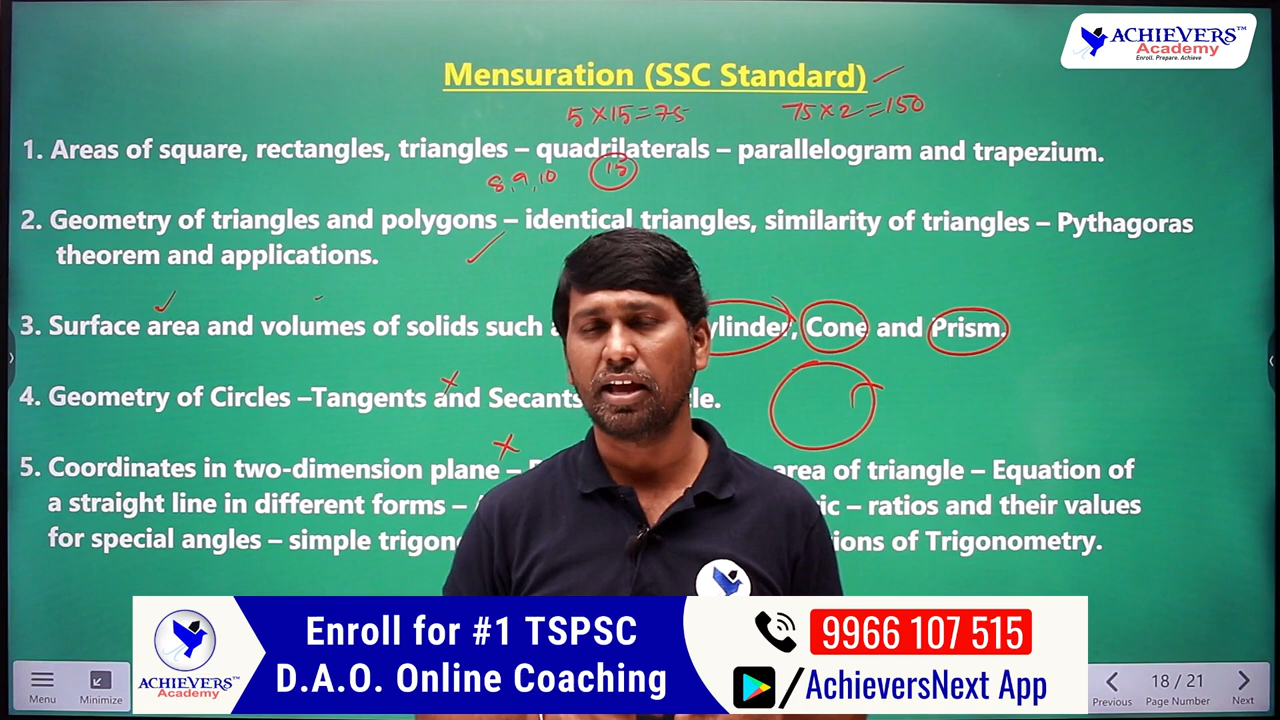 ACHIEVERS™
Academy
Enroll. Prepare. Achieve
Mensuration (SSC Standard)
5 × 15 = 75 75 × 2 = 150
1. Areas of square, rectangles, triangles – quadrilaterals – parallelogram and trapezium.
8, 9, 10 15
2. Geometry of triangles and polygons – identical triangles, similarity of triangles – Pythagoras
theorem and applications.
3. Surface area and volumes of solids such ylinder, Cone and Prism.
4. Geometry of Circles –Tangents and Secants cle.
5. Coordinates in two-dimension plane – area of triangle – Equation of
a straight line in different forms – ic – ratios and their values
for special angles – simple trigon ions of Trigonometry.
ACHIEVERS™
Academy
Enroll for #1 TSPSC
D.A.O. Online Coaching
9966 107 515
/AchieversNext App
Menu
Minimize
18 / 21
Previous Page Number Next